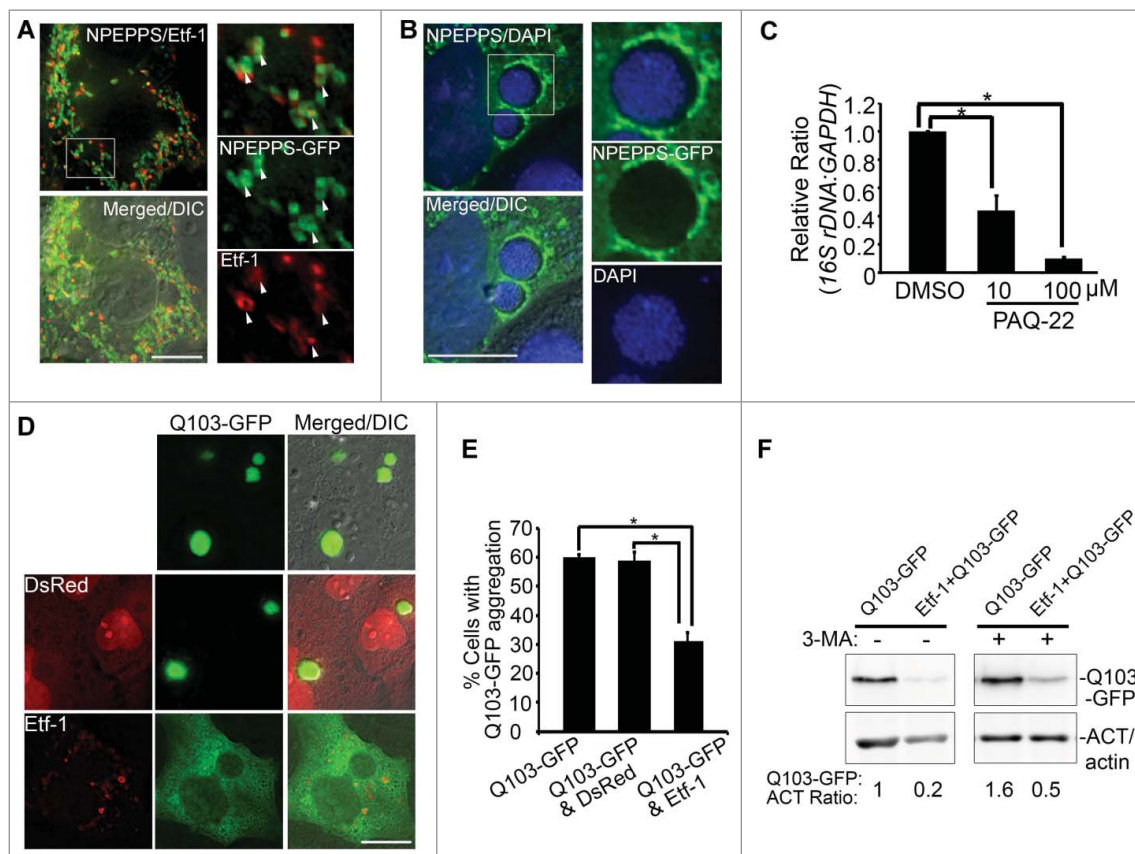 A
NPEPPS/Etf-1
NPEPPS-GFP
Merged/DIC
Etf-1
B
NPEPPS/DAPI
NPEPPS-GFP
Merged/DIC
DAPI
C
Relative Ratio
(16S rDNA:GAPDH)
1.2
1.0
0.8
0.6
0.4
0.2
0
*
*
DMSO
10
100
µM
PAQ-22
D
Q103-GFP
Merged/DIC
DsRed
Etf-1
E
% Cells with
Q103-GFP aggregation
70
60
50
40
30
20
10
0
*
*
Q103-GFP
Q103-GFP
& DsRed
Q103-GFP
& Etf-1
F
Q103-GFP
Etf-1+Q103-GFP
Q103-GFP
Etf-1+Q103-GFP
3-MA: - - + +
-Q103
-GFP
-ACT/
actin
Q103-GFP:
ACT Ratio: 1 0.2 1.6 0.5